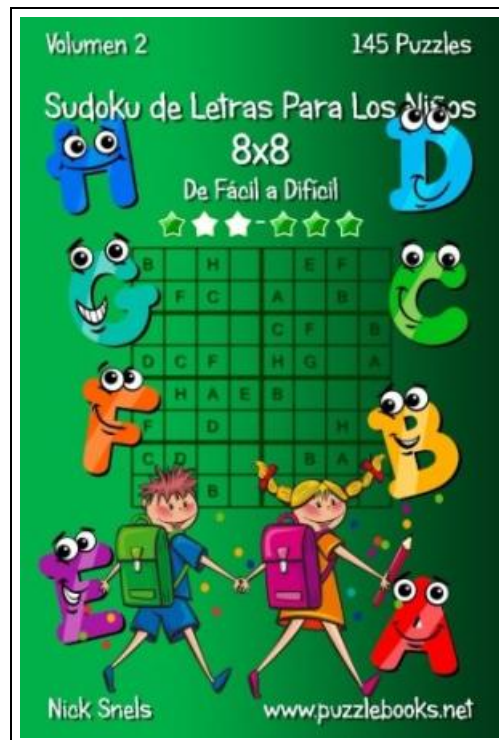 Volumen 2 145 Puzzles
Sudoku de Letras Para Los Niños
8x8
De Fácil a Difícil
H D
B H E F
G F C A B C
C F B
D C F H G A
F H A E B B
F D H
C D B A
B
E A
Nick Snels www.puzzlebooks.net